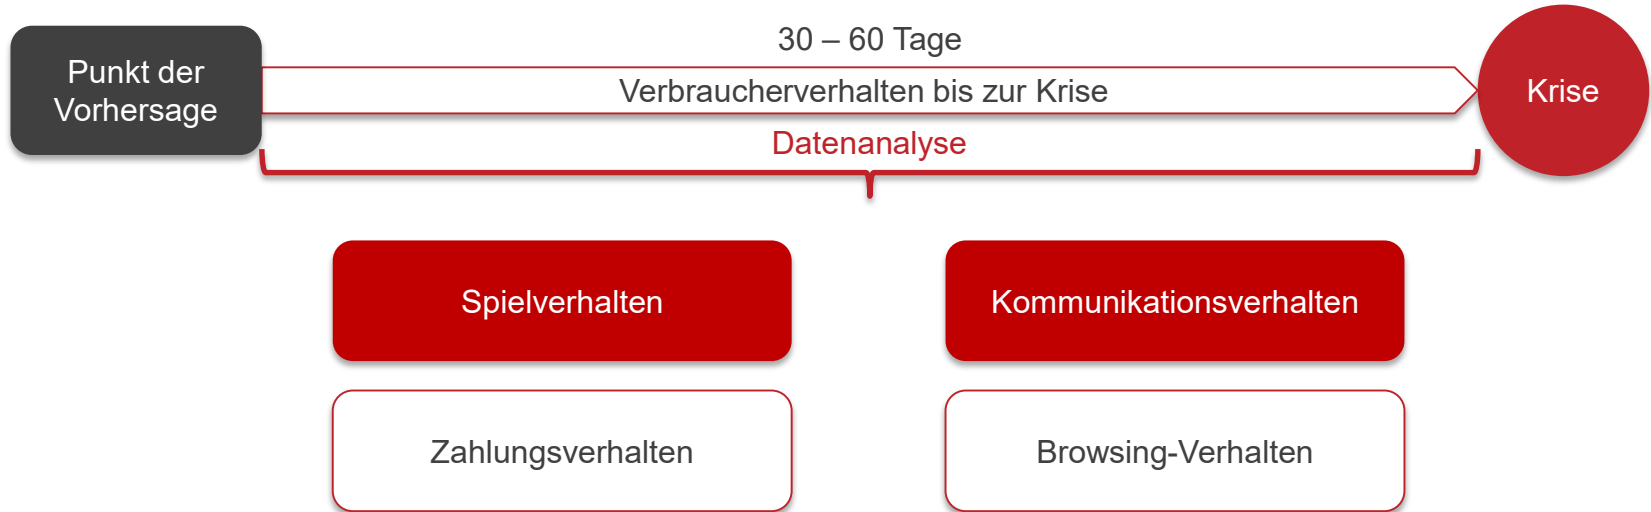 30 – 60 Tage
Punkt der
Vorhersage
Verbraucherverhalten bis zur Krise
Krise
Datenanalyse
Spielverhalten
Kommunikationsverhalten
Zahlungsverhalten
Browsing-Verhalten